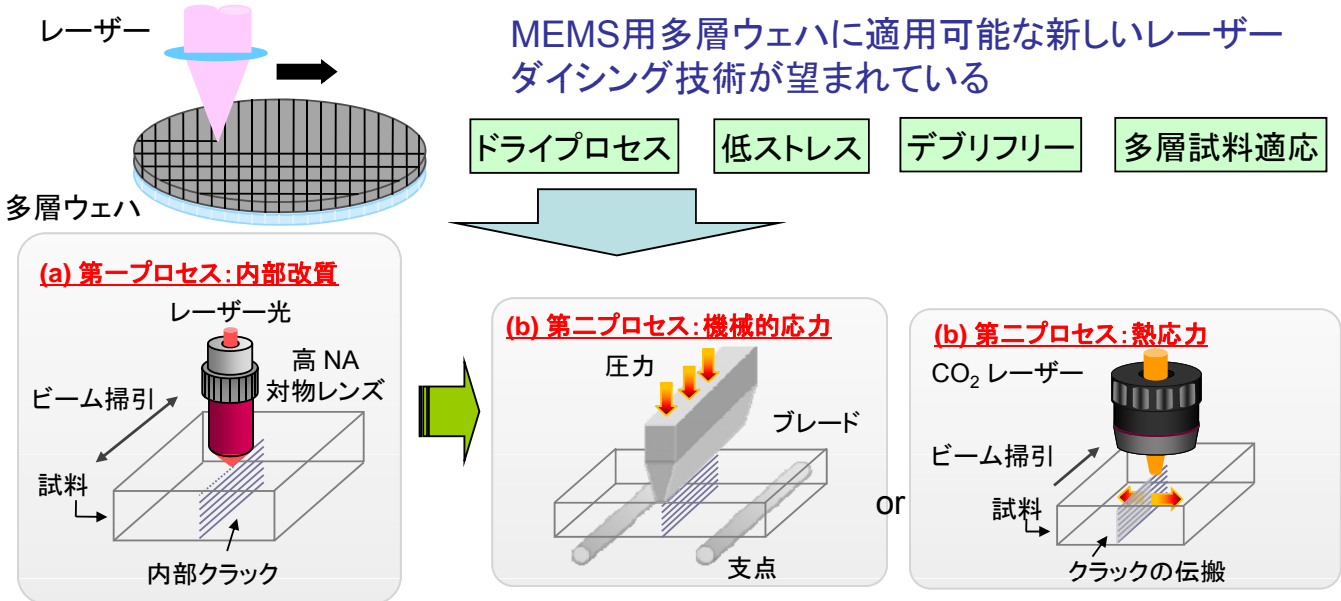 レーザー
MEMS用多層ウェハに適用可能な新しいレーザー
ダイシング技術が望まれている
ドライプロセス
低ストレス
デブリフリー
多層試料適応
多層ウェハ
(a) 第一プロセス:内部改質
レーザー光
高 NA
対物レンズ
ビーム掃引
試料
内部クラック
(b) 第二プロセス:機械的応力
圧力
ブレード
支点
or
(b) 第二プロセス:熱応力
CO2 レーザー
ビーム掃引
試料
クラックの伝搬